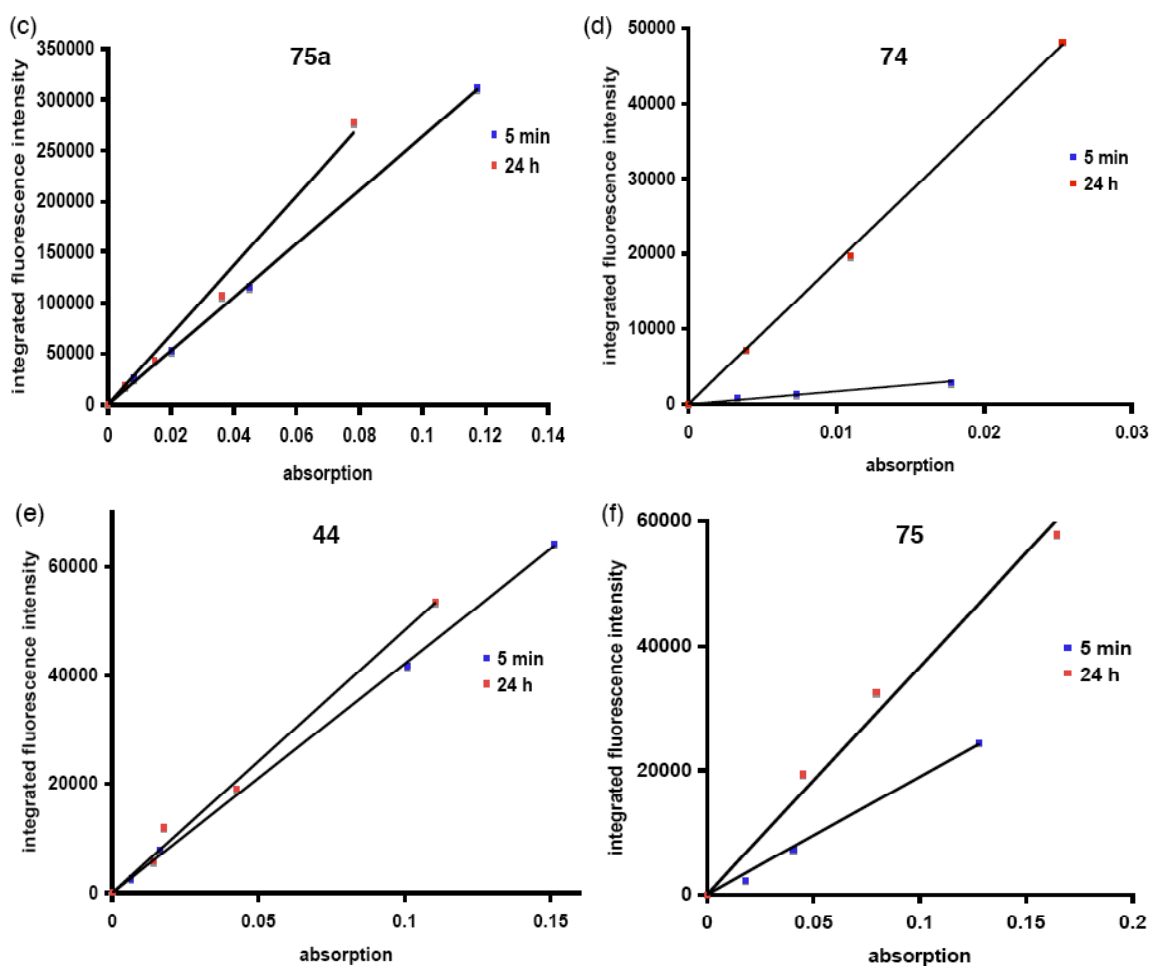 (c)
75a
integrated fluorescence intensity
350000
300000
250000
200000
150000
100000
50000
0
0 0.02 0.04 0.06 0.08 0.1 0.12 0.14
absorption
5 min
24 h
(d)
74
integrated fluorescence intensity
50000
40000
30000
20000
10000
0
0 0.01 0.02 0.03
absorption
5 min
24 h
(e)
44
integrated fluorescence intensity
60000
40000
20000
0
0 0.05 0.1 0.15
absorption
5 min
24 h
(f)
75
integrated fluorescence intensity
60000
40000
20000
0
0 0.05 0.1 0.15 0.2
absorption
5 min
24 h